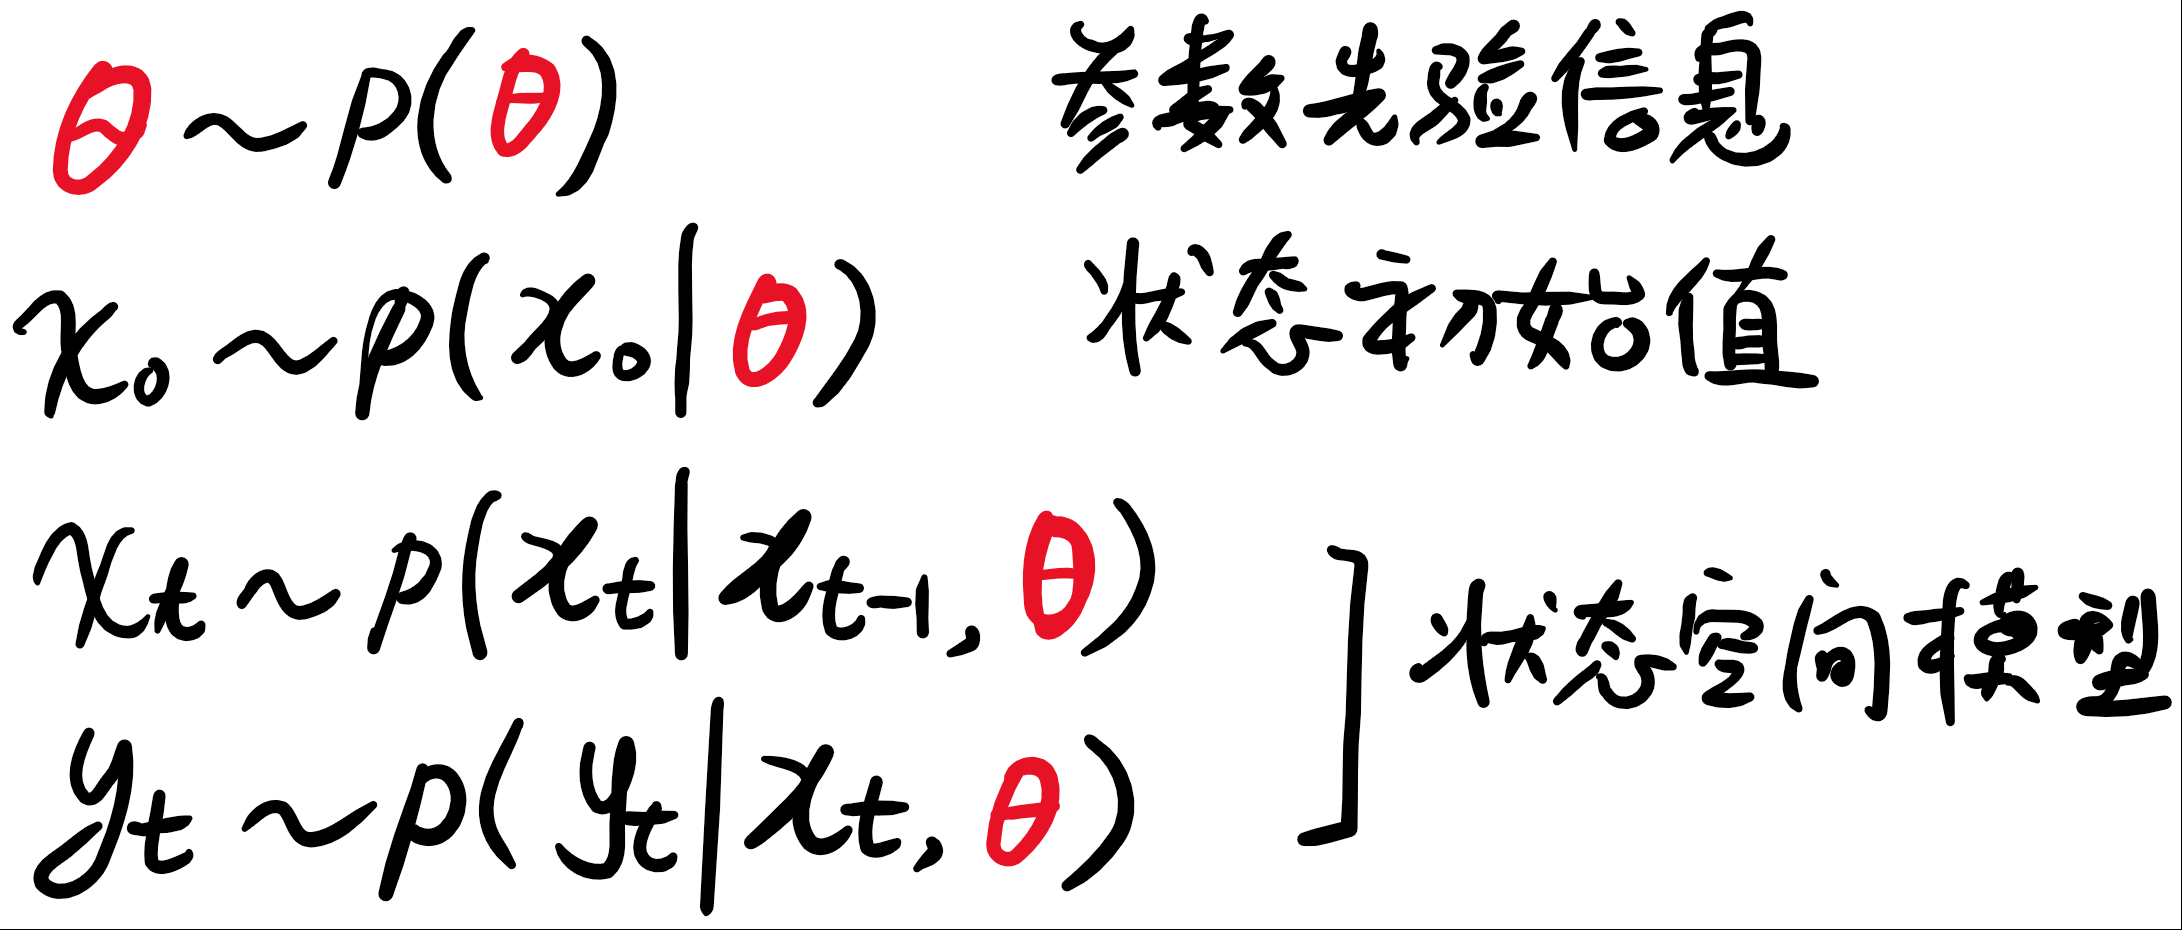 θ ~ p(θ) 参数先验信息
x₀ ~ p(x₀|θ) 状态初始值
xₜ ~ p(xₜ|xₜ₋₁, θ)
状态空间模型
yₜ ~ p(yₜ|xₜ, θ)